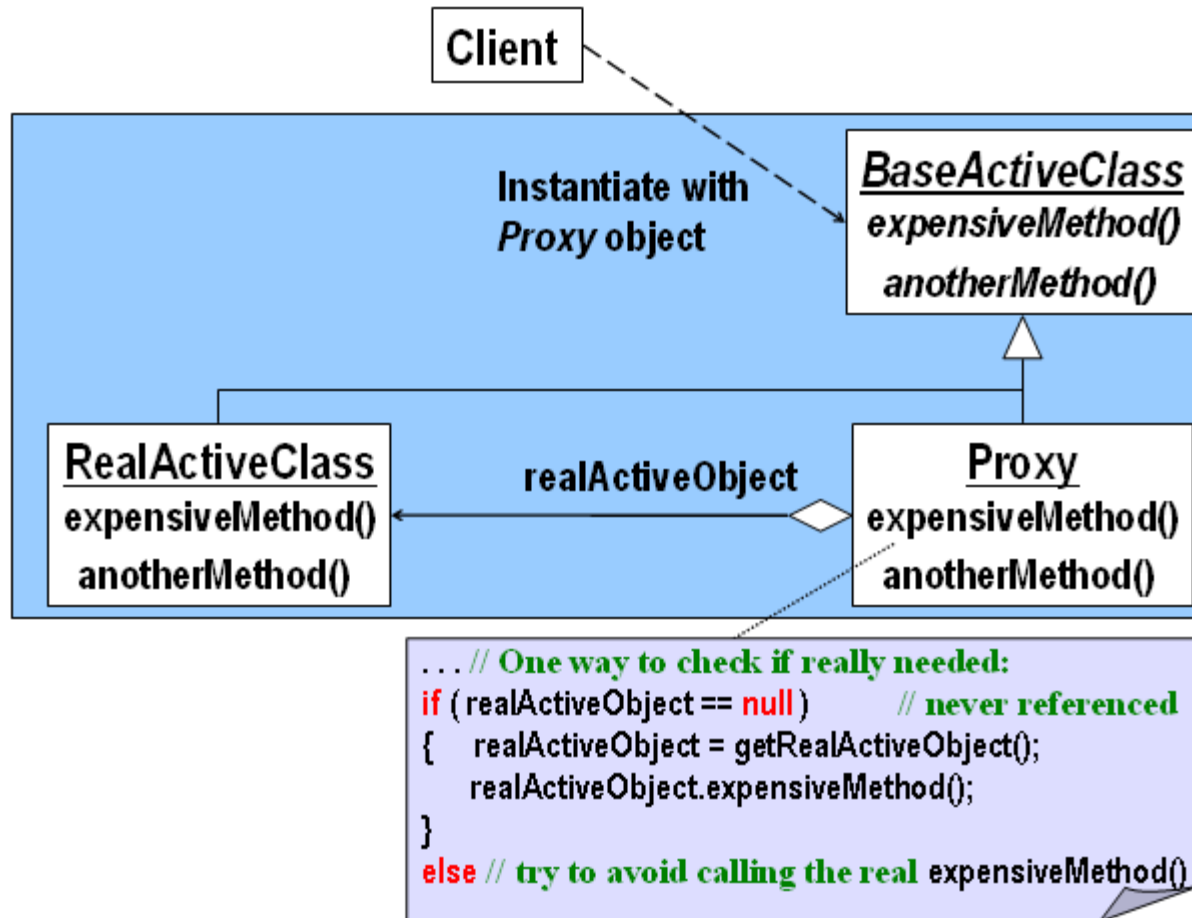 Client
Instantiate with
Proxy object
BaseActiveClass
expensiveMethod()
anotherMethod()
RealActiveClass
expensiveMethod()
anotherMethod()
realActiveObject
Proxy
expensiveMethod()
anotherMethod()
. . . // One way to check if really needed:
if ( realActiveObject == null ) // never referenced
{ realActiveObject = getRealActiveObject();
realActiveObject.expensiveMethod();
}
else // try to avoid calling the real expensiveMethod()